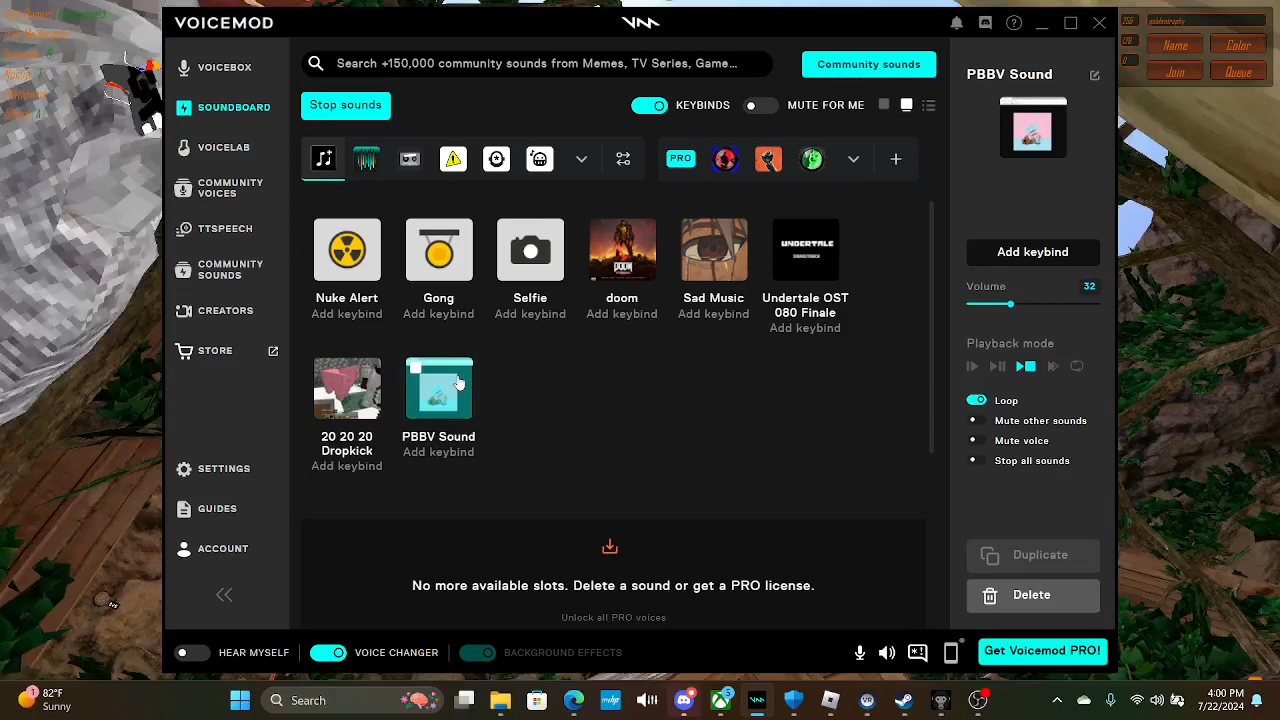 VOICEMOD
VOICEBOX
SOUNDBOARD
VOICELAB
COMMUNITY
VOICES
TTSPEECH
COMMUNITY
SOUNDS
CREATORS
STORE
SETTINGS
GUIDES
ACCOUNT
Search +150,000 community sounds from Memes, TV Series, Game...
Community sounds
Stop sounds
KEYBINDS
MUTE FOR ME
PRO
Nuke Alert
Add keybind
Gong
Add keybind
Selfie
Add keybind
doom
Add keybind
Sad Music
Add keybind
UNDERTALE
SOUNDTRACK
Undertale OST
080 Finale
Add keybind
20 20 20
Dropkick
Add keybind
PBBV Sound
Add keybind
No more available slots. Delete a sound or get a PRO license.
Unlock all PRO voices
PBBV Sound
Add keybind
Volume 32
Playback mode
Loop
Mute other sounds
Mute voice
Stop all sounds
Duplicate
Delete
HEAR MYSELF
VOICE CHANGER
BACKGROUND EFFECTS
Get Voicemod PRO!
255
128
0
goldentrophy
Name
Color
Join
Queue
82°F
Sunny
Search
4:00 PM
7/22/2024